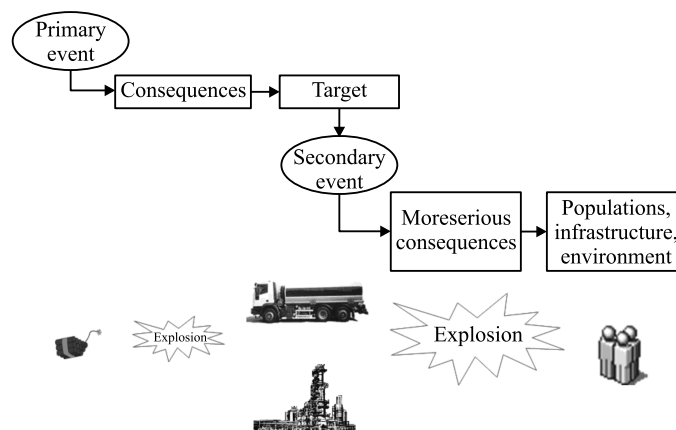 Primary
event
Consequences
Target
Secondary
event
Moreserious
consequences
Populations,
infrastructure,
environment
Explosion
Explosion